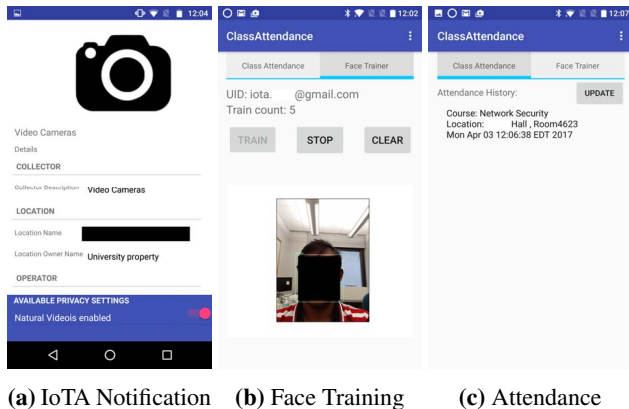 12:04
Video Cameras
Details
COLLECTOR
Collector Description Video Cameras
LOCATION
Location Name
Location Owner Name University property
OPERATOR
AVAILABLE PRIVACY SETTINGS
Natural Videois enabled
(a) IoTA Notification
12:02
ClassAttendance
Class Attendance Face Trainer
UID: iota. @gmail.com
Train count: 5
TRAIN STOP CLEAR
(b) Face Training
12:07
ClassAttendance
Class Attendance Face Trainer
Attendance History: UPDATE
Course: Network Security
Location: Hall , Room4623
Mon Apr 03 12:06:38 EDT 2017
(c) Attendance